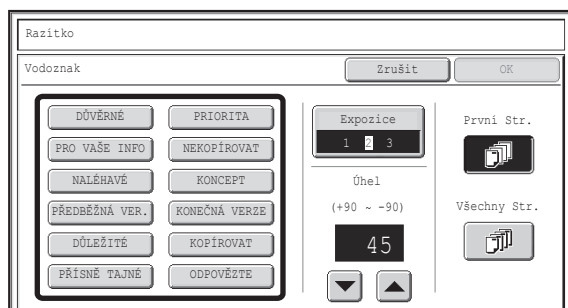 Razítko
Vodoznak
Zrušit
OK
DŮVĚRNÉ
PRIORITA
PRO VAŠE INFO
NEKOPÍROVAT
NALÉHAVÉ
KONCEPT
PŘEDBĚŽNÁ VER.
KONEČNÁ VERZE
DŮLEŽITÉ
KOPÍROVAT
PŘÍSNĚ TAJNÉ
ODPOVĚZTE
Expozice
1 2 3
Úhel
(+90 ~ -90)
45
První Str.
Všechny Str.